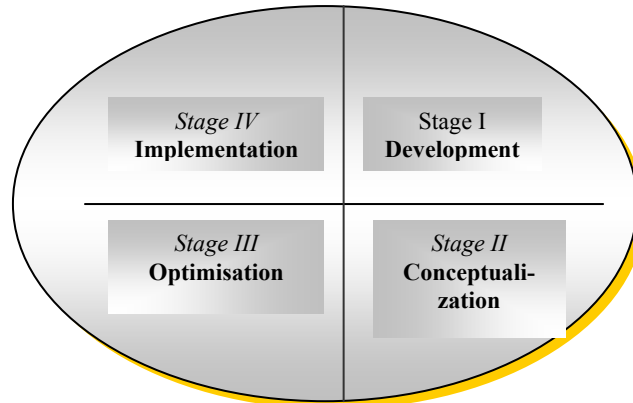 Stage IV
Implementation
Stage I
Development
Stage III
Optimisation
Stage II
Conceptuali-
zation